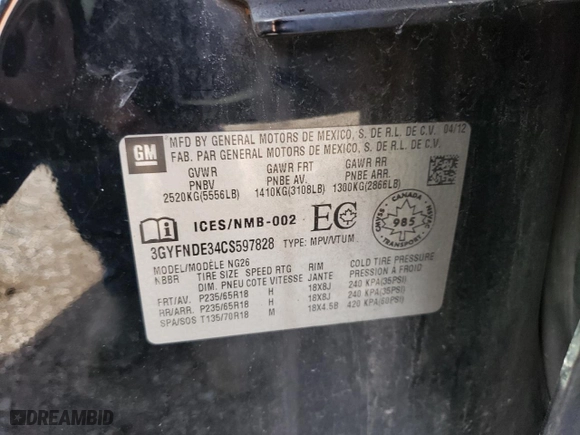 GM
MFD BY GENERAL MOTORS DE MEXICO, S. DE R.L. DE C.V. 04/12
FAB. PAR GENERAL MOTORS DE MEXICO, S. DE R.L. DE C.V.
GVWR GAWR FRT GAWR RR
PNBV PNBE AV. PNBE ARR.
2520KG(5556LB) 1410KG(3108LB) 1300KG(2866LB)
ICES/NMB-002 EC
CANADA
985
TRANSPORT
3GYFNDE34CS597828 TYPE: MPV/VTUM
MODEL/MODÈLE NG26
NBBR TIRE SIZE SPEED RTG RIM COLD TIRE PRESSURE
DIM. PNEU COTE VITESSE JANTE PRESSION A FROID
FRT/AV. P235/65R18 H 18X8J 240 KPA(35PSI)
RR/ARR. P235/65R18 H 18X8J 240 KPA(35PSI)
SPA/SOS T135/70R18 M 18X4.5B 420 KPA(60PSI)
DREAMBID